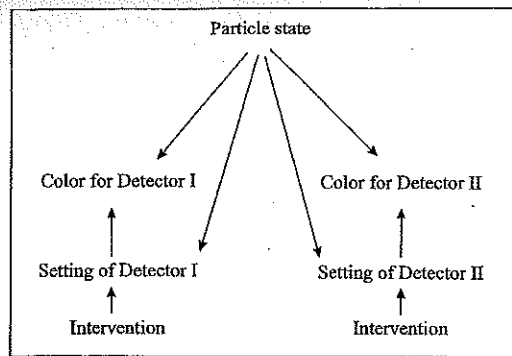 Particle state
Color for Detector I
Color for Detector II
Setting of Detector I
Setting of Detector II
Intervention
Intervention